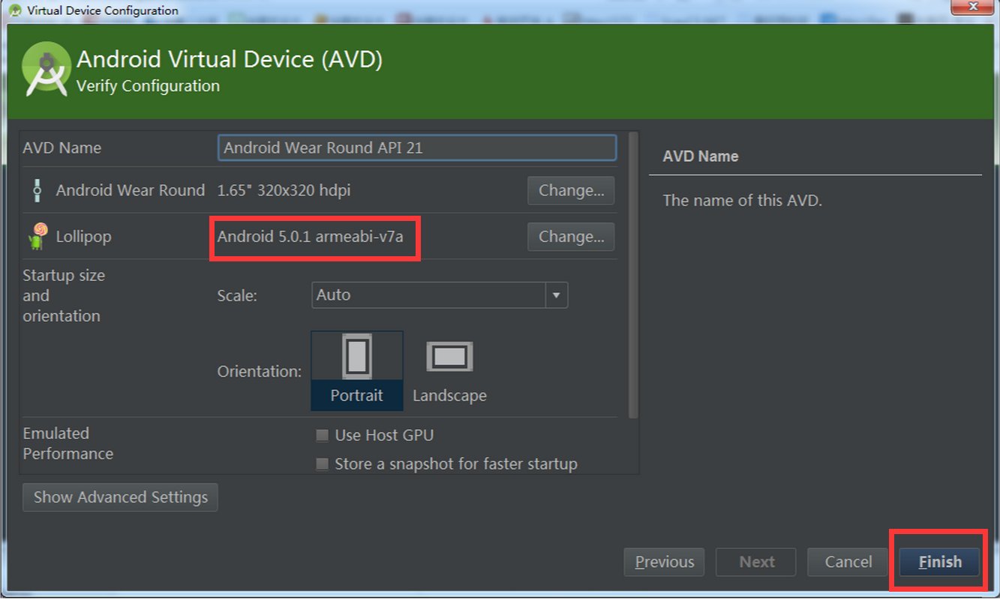 Virtual Device Configuration
Android Virtual Device (AVD)
Verify Configuration
AVD Name
Android Wear Round API 21
Android Wear Round
1.65" 320x320 hdpi
Change...
Lollipop
Android 5.0.1 armeabi-v7a
Change...
Startup size
and
orientation
Scale:
Auto
Orientation:
Portrait
Landscape
Emulated
Performance
Use Host GPU
Store a snapshot for faster startup
Show Advanced Settings
AVD Name
The name of this AVD.
Previous
Next
Cancel
Finish